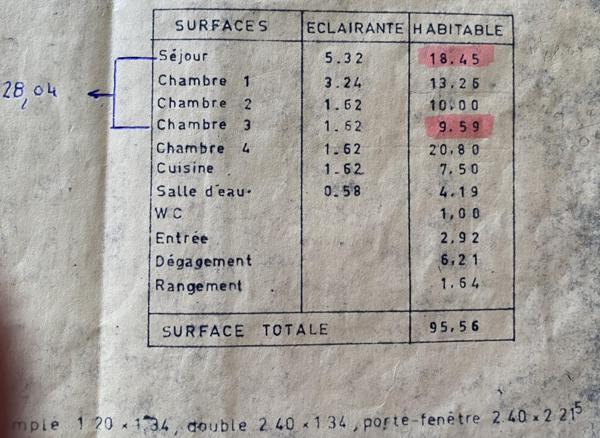 SURFACES ECLAIRANTE HABITABLE
Séjour 5.32 18.45
28,04
Chambre 1 3.24 13.26
Chambre 2 1.62 10.00
Chambre 3 1.62 9.59
Chambre 4 1.62 20,80
Cuisine 1.62 7,50
Salle d'eau. 0.58 4.19
WC 1,00
Entrée 2.92
Dégagement 6,21
Rangement 1.64
SURFACE TOTALE 95,56
mple 1.20 × 1.34, double 2.40 × 1.34, porte-fenêtre 2.40 × 2.21⁵